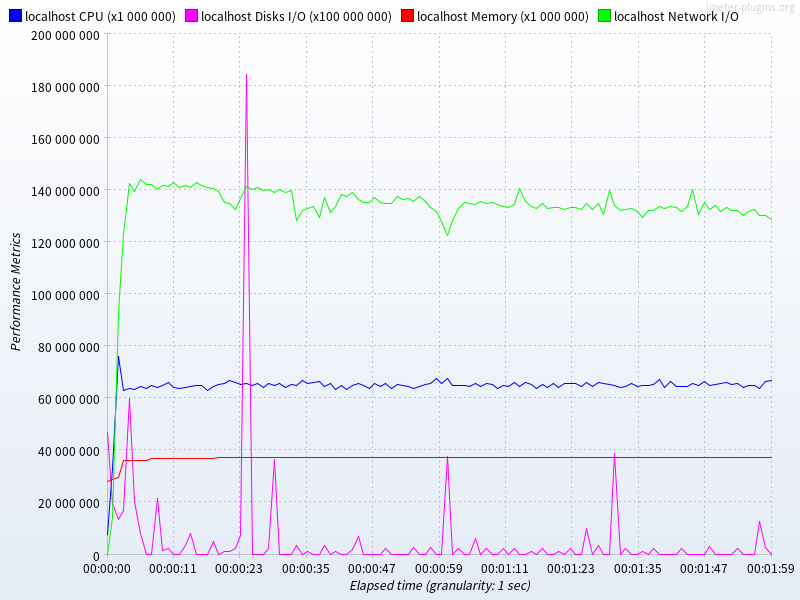 jmeter-plugins.org
localhost CPU (x1 000 000) localhost Disks I/O (x100 000 000) localhost Memory (x1 000 000) localhost Network I/O
200 000 000
180 000 000
160 000 000
140 000 000
120 000 000
100 000 000
80 000 000
60 000 000
40 000 000
20 000 000
0
Performance Metrics
00:00:00 00:00:11 00:00:23 00:00:35 00:00:47 00:00:59 00:01:11 00:01:23 00:01:35 00:01:47 00:01:59
Elapsed time (granularity: 1 sec)